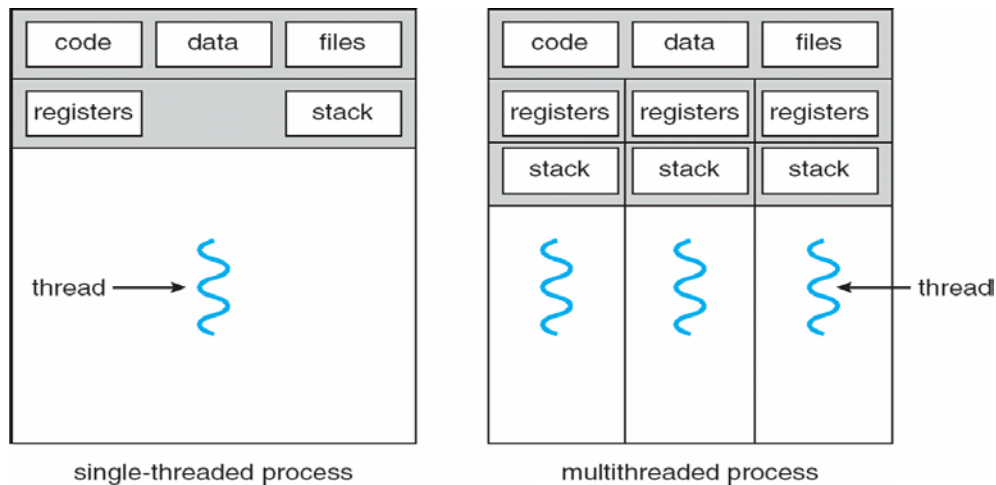 code data files
registers stack
thread
single-threaded process
code data files
registers registers registers
stack stack stack
thread
multithreaded process